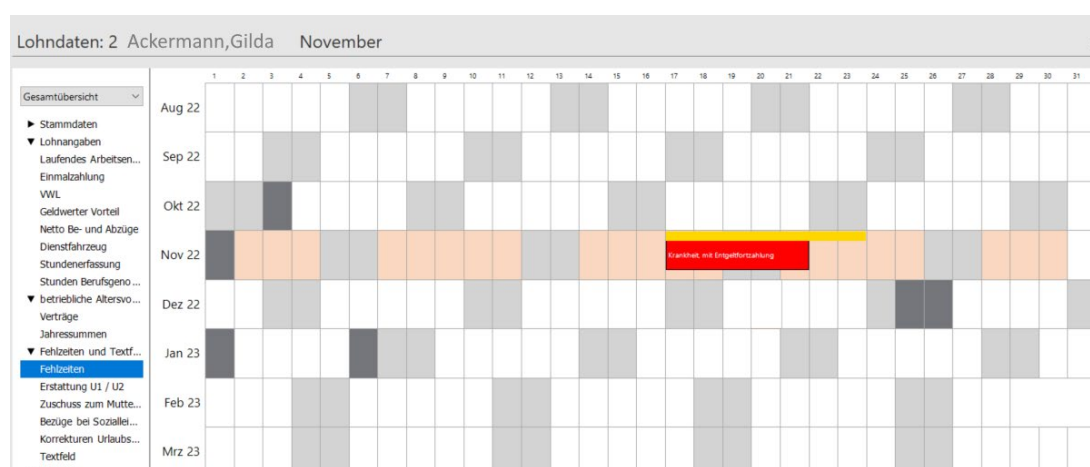 Lohndaten: 2 Ackermann,Gilda November
1 2 3 4 5 6 7 8 9 10 11 12 13 14 15 16 17 18 19 20 21 22 23 24 25 26 27 28 29 30 31
Gesamtübersicht
Stammdaten
Lohnangaben
Laufendes Arbeitsen...
Einmalzahlung
VWL
Geldwerter Vorteil
Netto Be- und Abzüge
Dienstfahrzeug
Stundenerfassung
Stunden Berufsgeno...
betriebliche Altersvo...
Verträge
Jahressummen
Fehlzeiten und Textf...
Fehlzeiten
Erstattung U1 / U2
Zuschuss zum Mutte...
Bezüge bei Soziallei...
Korrekturen Urlaubs...
Textfeld
Aug 22
Sep 22
Okt 22
Nov 22
Krankheit, mit Entgeltfortzahlung
Dez 22
Jan 23
Feb 23
Mrz 23